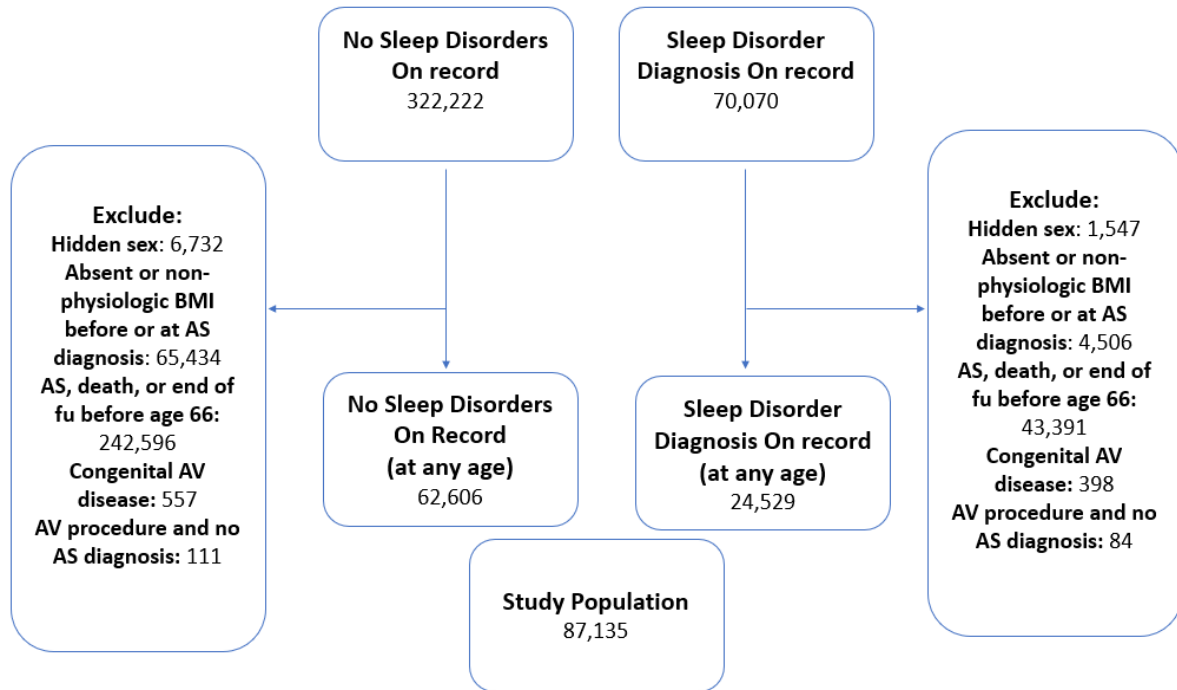 No Sleep Disorders
On record
322,222
Sleep Disorder
Diagnosis On record
70,070
Exclude:
Hidden sex: 6,732
Absent or non-
physiologic BMI
before or at AS
diagnosis: 65,434
AS, death, or end of
fu before age 66:
242,596
Congenital AV
disease: 557
AV procedure and no
AS diagnosis: 111
Exclude:
Hidden sex: 1,547
Absent or non-
physiologic BMI
before or at AS
diagnosis: 4,506
AS, death, or end of
fu before age 66:
43,391
Congenital AV
disease: 398
AV procedure and no
AS diagnosis: 84
No Sleep Disorders
On Record
(at any age)
62,606
Sleep Disorder
Diagnosis On record
(at any age)
24,529
Study Population
87,135